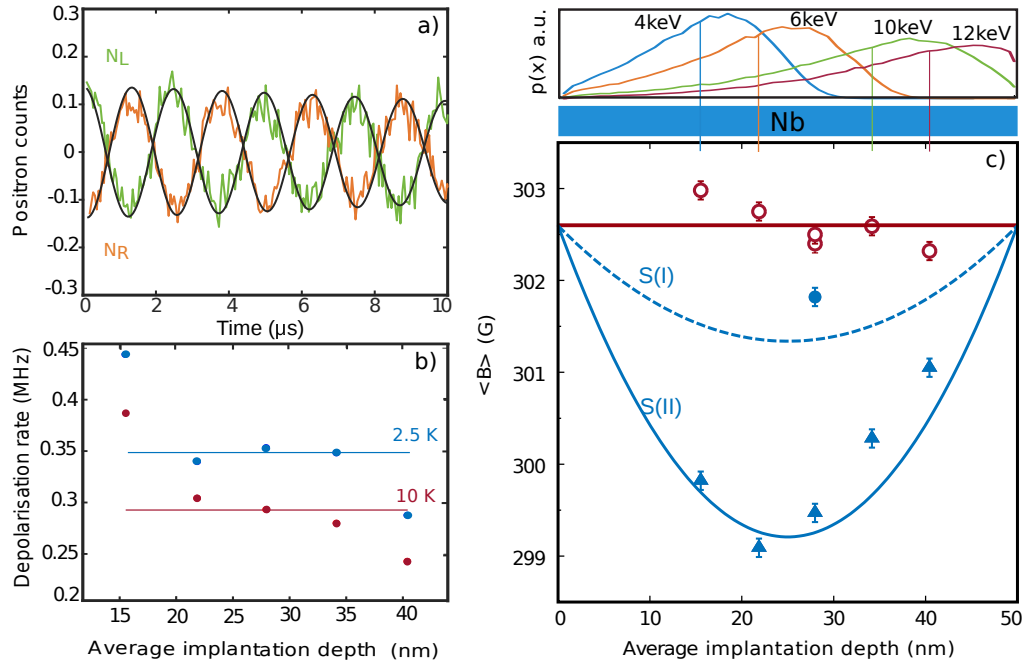 a)
0.3
0.2
0.1
0
-0.1
-0.2
-0.3
Positron counts
N_L
N_R
0 2 4 6 8 10
Time (μs)
b)
0.45
0.4
0.35
0.3
0.25
0.2
Depolarisation rate (MHz)
2.5 K
10 K
15 20 25 30 35 40
Average implantation depth (nm)
p(x) a.u.
4keV 6keV 10keV 12keV
Nb
c)
303
302
301
300
299
<B> (G)
S(I)
S(II)
0 10 20 30 40 50
Average implantation depth (nm)